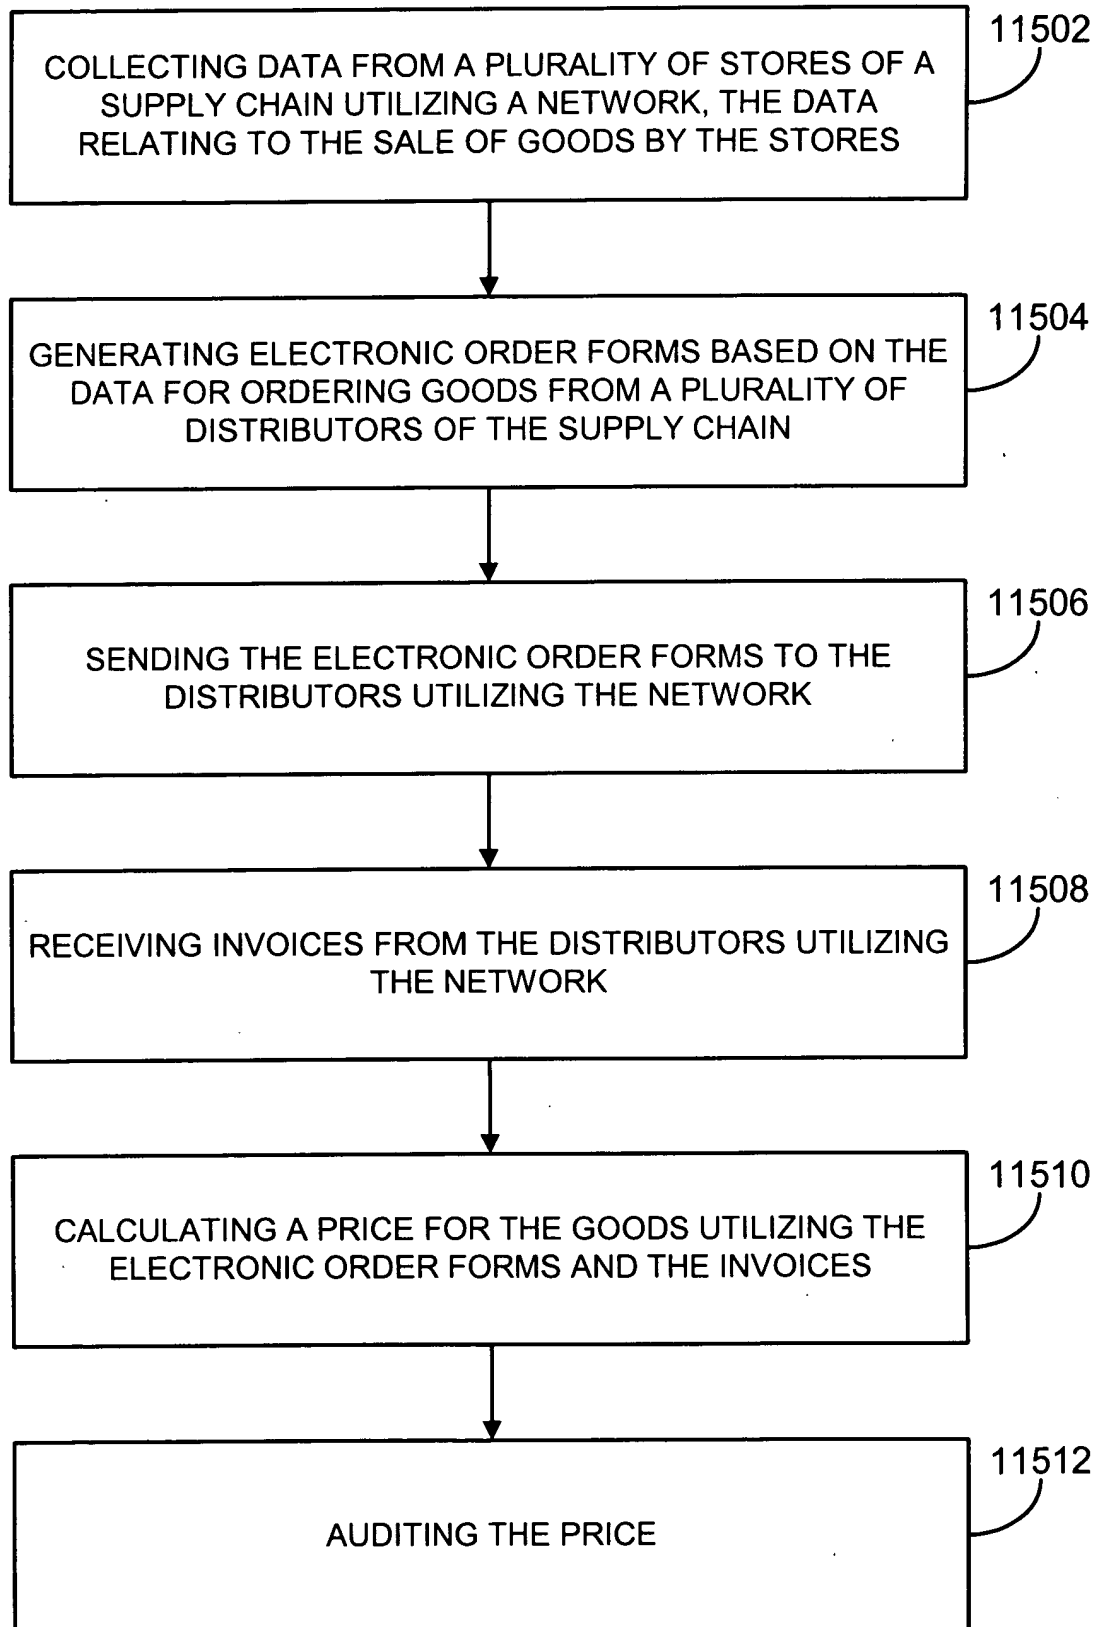 11502
COLLECTING DATA FROM A PLURALITY OF STORES OF A
SUPPLY CHAIN UTILIZING A NETWORK, THE DATA
RELATING TO THE SALE OF GOODS BY THE STORES
11504
GENERATING ELECTRONIC ORDER FORMS BASED ON THE
DATA FOR ORDERING GOODS FROM A PLURALITY OF
DISTRIBUTORS OF THE SUPPLY CHAIN
11506
SENDING THE ELECTRONIC ORDER FORMS TO THE
DISTRIBUTORS UTILIZING THE NETWORK
11508
RECEIVING INVOICES FROM THE DISTRIBUTORS UTILIZING
THE NETWORK
11510
CALCULATING A PRICE FOR THE GOODS UTILIZING THE
ELECTRONIC ORDER FORMS AND THE INVOICES
11512
AUDITING THE PRICE